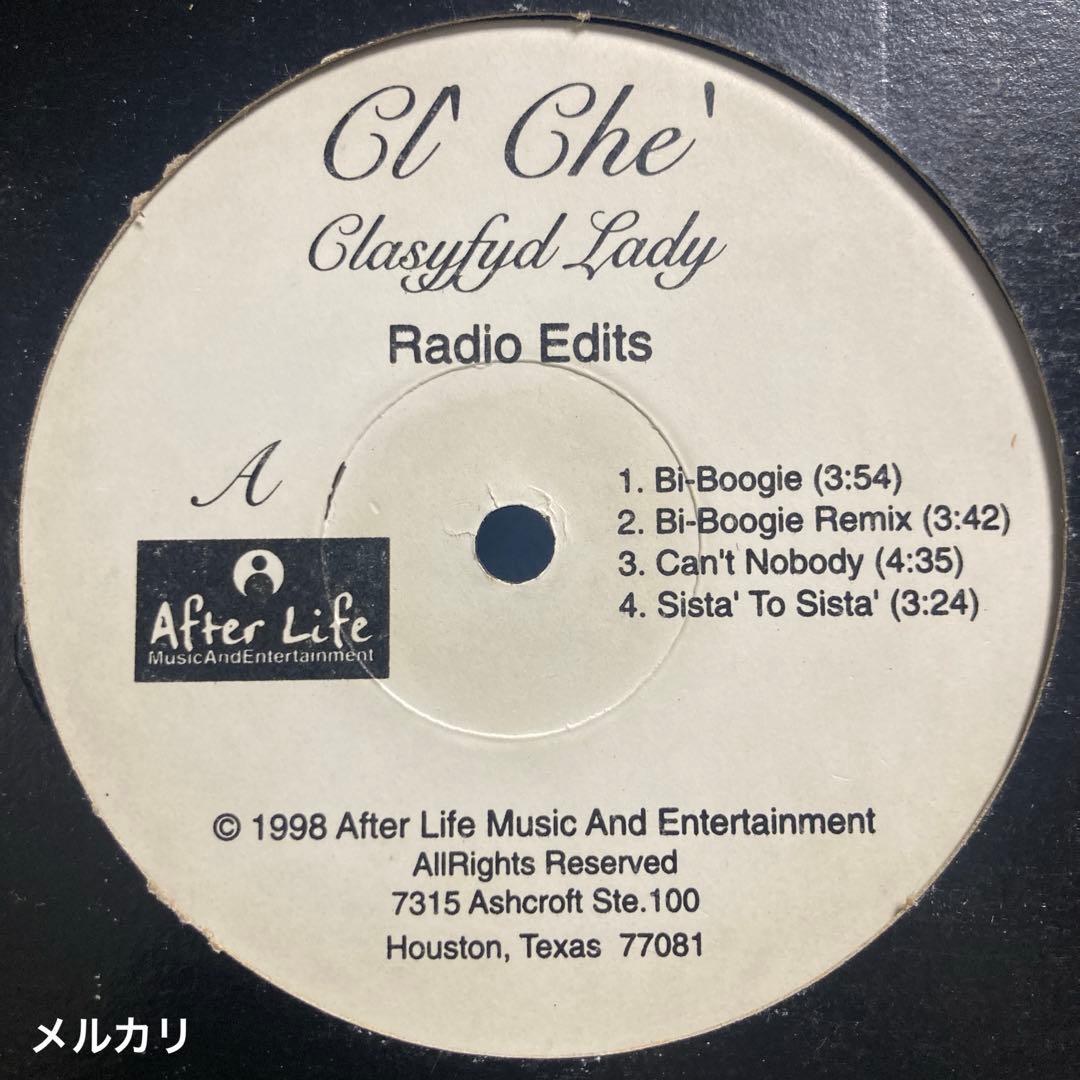 Cl' Che'
Clasyfyd Lady
Radio Edits
A
1. Bi-Boogie (3:54)
2. Bi-Boogie Remix (3:42)
3. Can't Nobody (4:35)
4. Sista' To Sista' (3:24)
After Life
MusicAndEntertainment
© 1998 After Life Music And Entertainment
AllRights Reserved
7315 Ashcroft Ste.100
Houston, Texas 77081
メルカリ